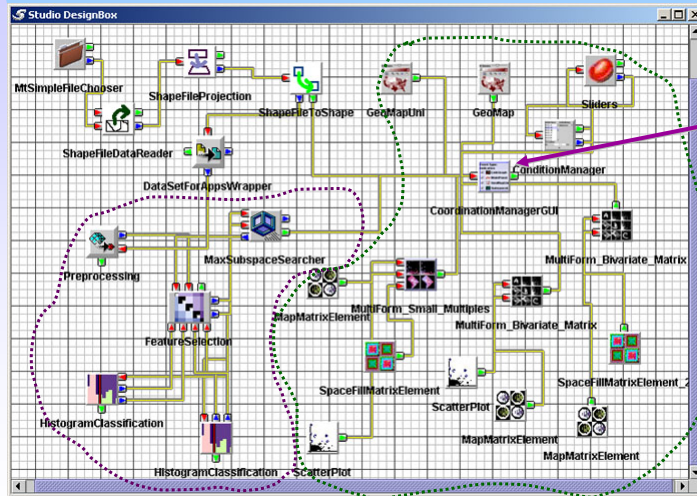 Studio DesignBox
MtSimpleFileChooser
ShapeFileProjection
ShapeFileToShape
GeoMapUni
GeoMap
Sliders
ShapeFileDataReader
DataSetForAppsWrapper
ConditionManager
CoordinationManagerGUI
Preprocessing
MaxSubspaceSearcher
MultiForm_Bivariate_Matrix
MapMatrixElement
MultiForm_Small_Multiples
MultiForm_Bivariate_Matrix
FeatureSelection
SpaceFillMatrixElement
SpaceFillMatrixElement_2
ScatterPlot
HistogramClassification
MapMatrixElement
MapMatrixElement
HistogramClassification
ScatterPlot